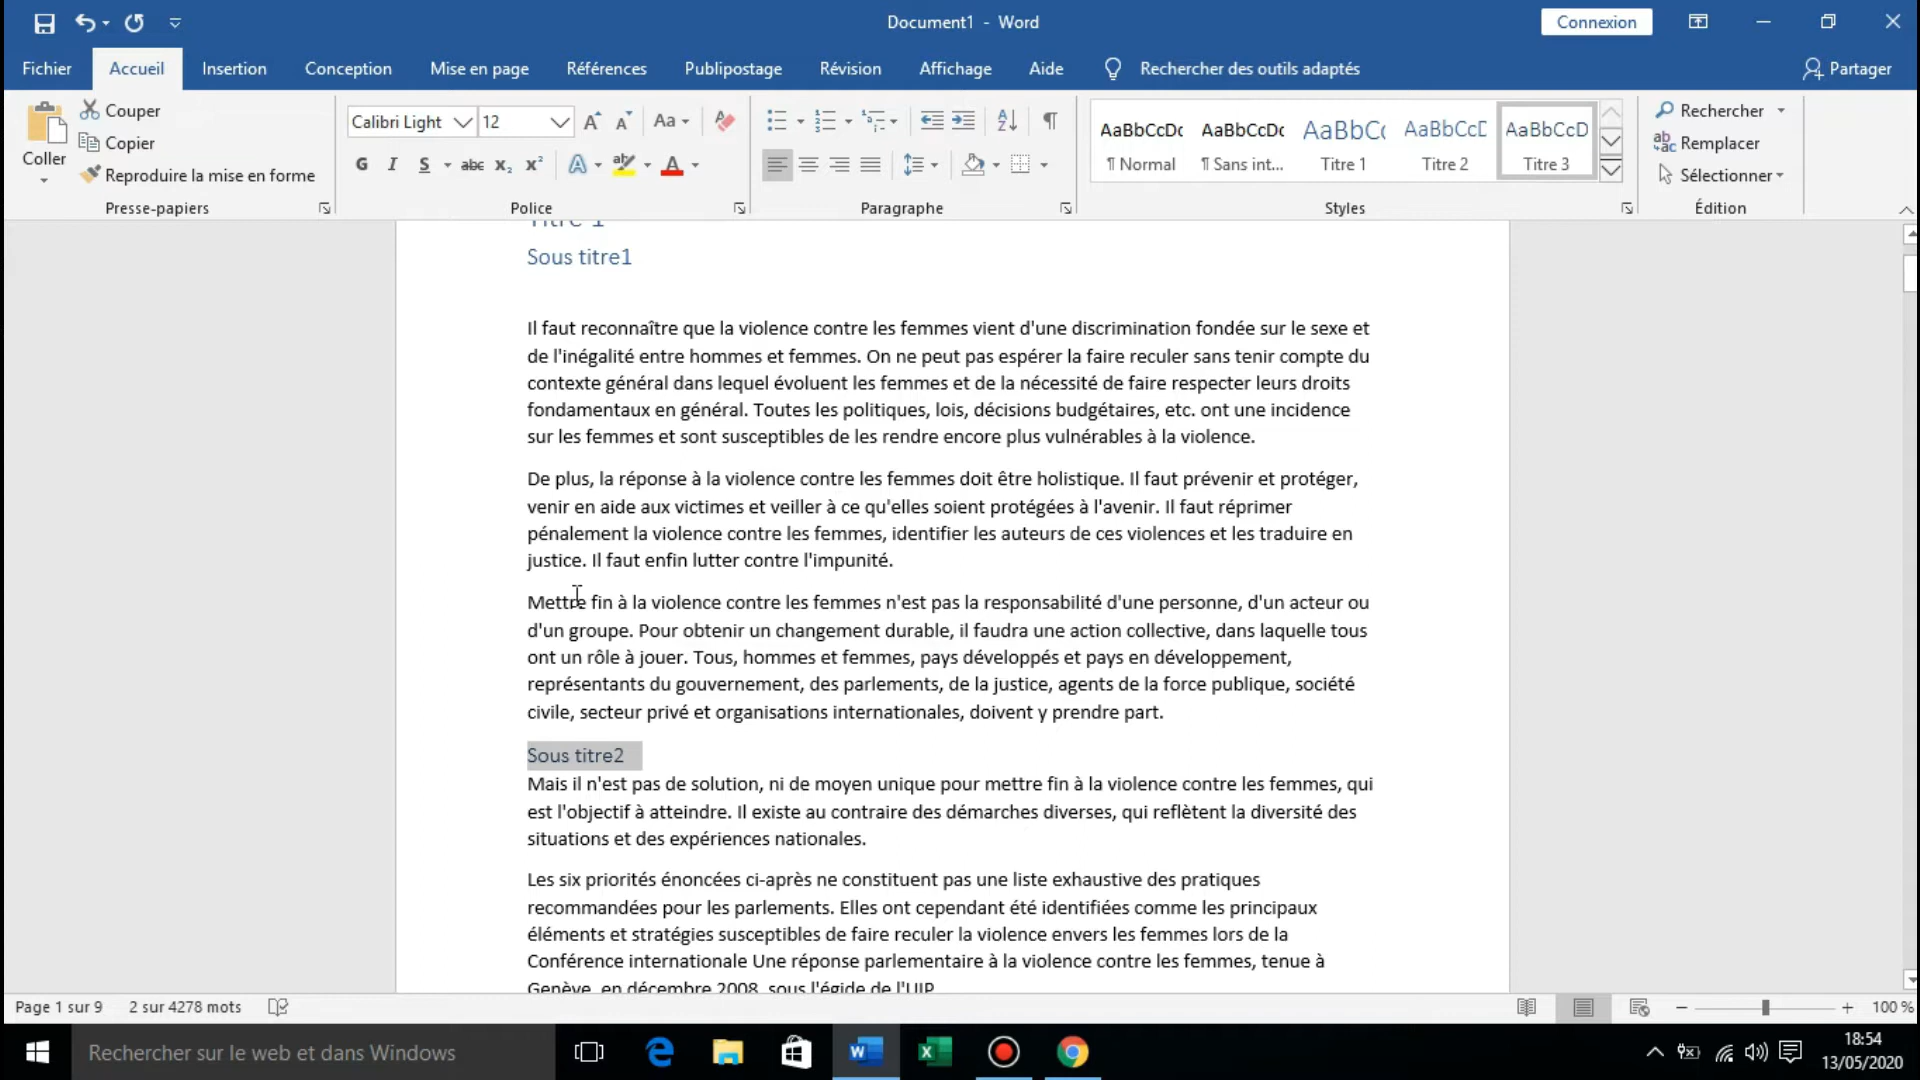 Document1 - Word
Connexion
Fichier Accueil Insertion Conception Mise en page Références Publipostage Révision Affichage Aide Rechercher des outils adaptés Partager
Coller
Couper
Copier
Reproduire la mise en forme
Presse-papiers
Calibri Light 12
Aa
G I S abc x₂ x² A ab A
Police
Paragraphe
AaBbCcDc AaBbCcDc AaBbC( AaBbCcE AaBbCcD
¶ Normal ¶ Sans int... Titre 1 Titre 2 Titre 3
Styles
Rechercher
Remplacer
Sélectionner
Édition
Titre 1
Sous titre1
Il faut reconnaître que la violence contre les femmes vient d'une discrimination fondée sur le sexe et
de l'inégalité entre hommes et femmes. On ne peut pas espérer la faire reculer sans tenir compte du
contexte général dans lequel évoluent les femmes et de la nécessité de faire respecter leurs droits
fondamentaux en général. Toutes les politiques, lois, décisions budgétaires, etc. ont une incidence
sur les femmes et sont susceptibles de les rendre encore plus vulnérables à la violence.
De plus, la réponse à la violence contre les femmes doit être holistique. Il faut prévenir et protéger,
venir en aide aux victimes et veiller à ce qu'elles soient protégées à l'avenir. Il faut réprimer
pénalement la violence contre les femmes, identifier les auteurs de ces violences et les traduire en
justice. Il faut enfin lutter contre l'impunité.
Mettre fin à la violence contre les femmes n'est pas la responsabilité d'une personne, d'un acteur ou
d'un groupe. Pour obtenir un changement durable, il faudra une action collective, dans laquelle tous
ont un rôle à jouer. Tous, hommes et femmes, pays développés et pays en développement,
représentants du gouvernement, des parlements, de la justice, agents de la force publique, société
civile, secteur privé et organisations internationales, doivent y prendre part.
Sous titre2
Mais il n'est pas de solution, ni de moyen unique pour mettre fin à la violence contre les femmes, qui
est l'objectif à atteindre. Il existe au contraire des démarches diverses, qui reflètent la diversité des
situations et des expériences nationales.
Les six priorités énoncées ci-après ne constituent pas une liste exhaustive des pratiques
recommandées pour les parlements. Elles ont cependant été identifiées comme les principaux
éléments et stratégies susceptibles de faire reculer la violence envers les femmes lors de la
Conférence internationale Une réponse parlementaire à la violence contre les femmes, tenue à
Genève, en décembre 2008, sous l'égide de l'UIP
Page 1 sur 9 2 sur 4278 mots 100 %
Rechercher sur le web et dans Windows
18:54
13/05/2020